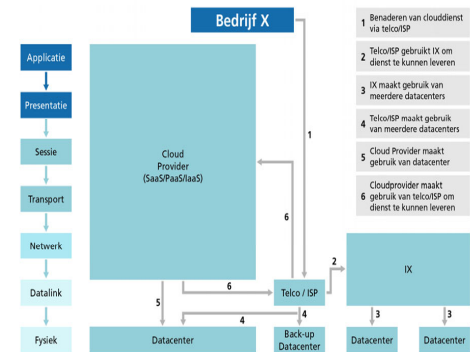 Bedrijf X
Applicatie
Presentatie
Sessie
Transport
Netwerk
Datalink
Fysiek
Cloud
Provider
(SaaS/PaaS/IaaS)
1
6
2
6
5
4
4
3
3
Telco / ISP
IX
Datacenter
Back-up
Datacenter
Datacenter
Datacenter
1 Benaderen van clouddienst
via telco/ISP
2 Telco/ISP gebruikt IX om
dienst te kunnen leveren
3 IX maakt gebruik van
meerdere datacenters
4 Telco/ISP maakt gebruik
van meerdere datacenters
5 Cloud Provider maakt
gebruik van datacenter
6 Cloudprovider maakt
gebruik van telco/ISP om
dienst te kunnen leveren